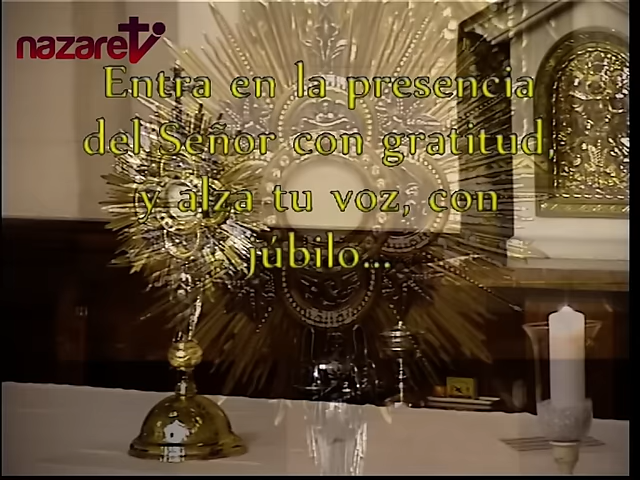 nazaretv
Entra en la presencia
del Señor con gratitud,
y alza tu voz, con
júbilo...